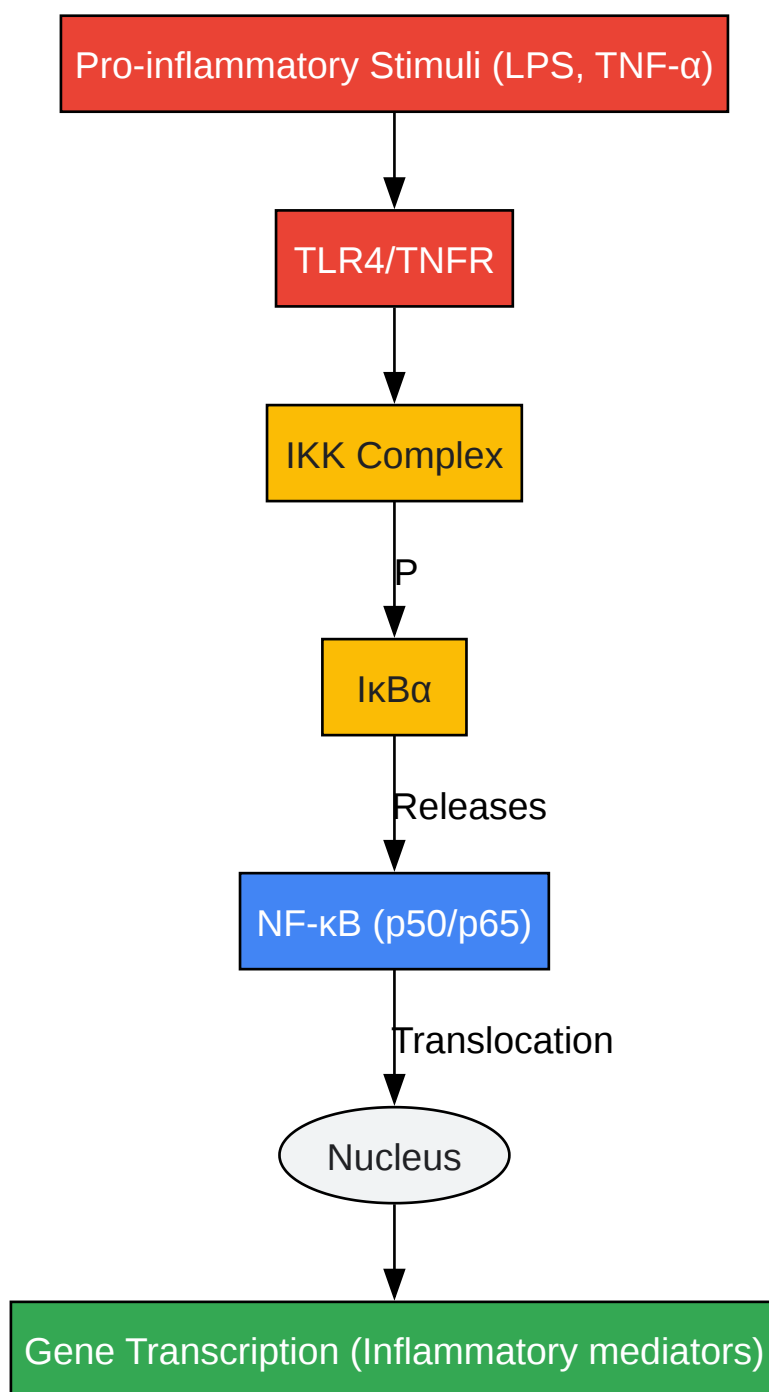 Pro-inflammatory Stimuli (LPS, TNF-α)
TLR4/TNFR
IKK Complex
P
IκBα
Releases
NF-κB (p50/p65)
Translocation
Nucleus
Gene Transcription (Inflammatory mediators)